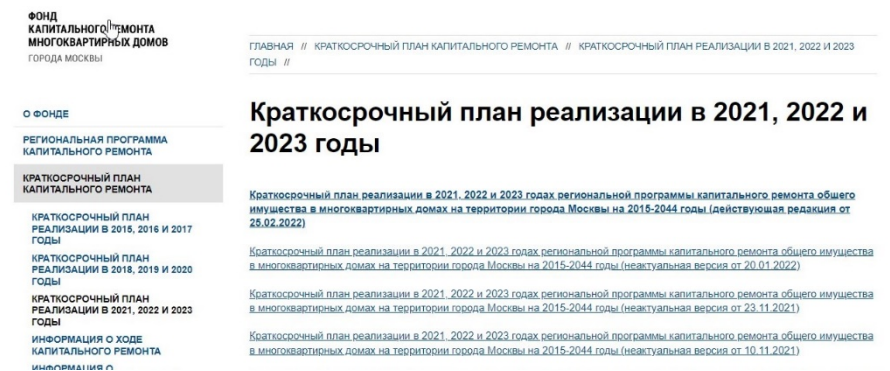 ФОНД
КАПИТАЛЬНОГО РЕМОНТА
МНОГОКВАРТИРНЫХ ДОМОВ
ГОРОДА МОСКВЫ
ГЛАВНАЯ // КРАТКОСРОЧНЫЙ ПЛАН КАПИТАЛЬНОГО РЕМОНТА // КРАТКОСРОЧНЫЙ ПЛАН РЕАЛИЗАЦИИ В 2021, 2022 И 2023
ГОДЫ //
О ФОНДЕ
РЕГИОНАЛЬНАЯ ПРОГРАММА
КАПИТАЛЬНОГО РЕМОНТА
КРАТКОСРОЧНЫЙ ПЛАН
КАПИТАЛЬНОГО РЕМОНТА
КРАТКОСРОЧНЫЙ ПЛАН
РЕАЛИЗАЦИИ В 2015, 2016 И 2017
ГОДЫ
КРАТКОСРОЧНЫЙ ПЛАН
РЕАЛИЗАЦИИ В 2018, 2019 И 2020
ГОДЫ
КРАТКОСРОЧНЫЙ ПЛАН
РЕАЛИЗАЦИИ В 2021, 2022 И 2023
ГОДЫ
ИНФОРМАЦИЯ О ХОДЕ
КАПИТАЛЬНОГО РЕМОНТА
ИНФОРМАЦИЯ О
Краткосрочный план реализации в 2021, 2022 и
2023 годы
Краткосрочный план реализации в 2021, 2022 и 2023 годах региональной программы капитального ремонта общего
имущества в многоквартирных домах на территории города Москвы на 2015-2044 годы (действующая редакция от
25.02.2022)
Краткосрочный план реализации в 2021, 2022 и 2023 годах региональной программы капитального ремонта общего имущества
в многоквартирных домах на территории города Москвы на 2015-2044 годы (неактуальная версия от 20.01.2022)
Краткосрочный план реализации в 2021, 2022 и 2023 годах региональной программы капитального ремонта общего имущества
в многоквартирных домах на территории города Москвы на 2015-2044 годы (неактуальная версия от 23.11.2021)
Краткосрочный план реализации в 2021, 2022 и 2023 годах региональной программы капитального ремонта общего имущества
в многоквартирных домах на территории города Москвы на 2015-2044 годы (неактуальная версия от 10.11.2021)